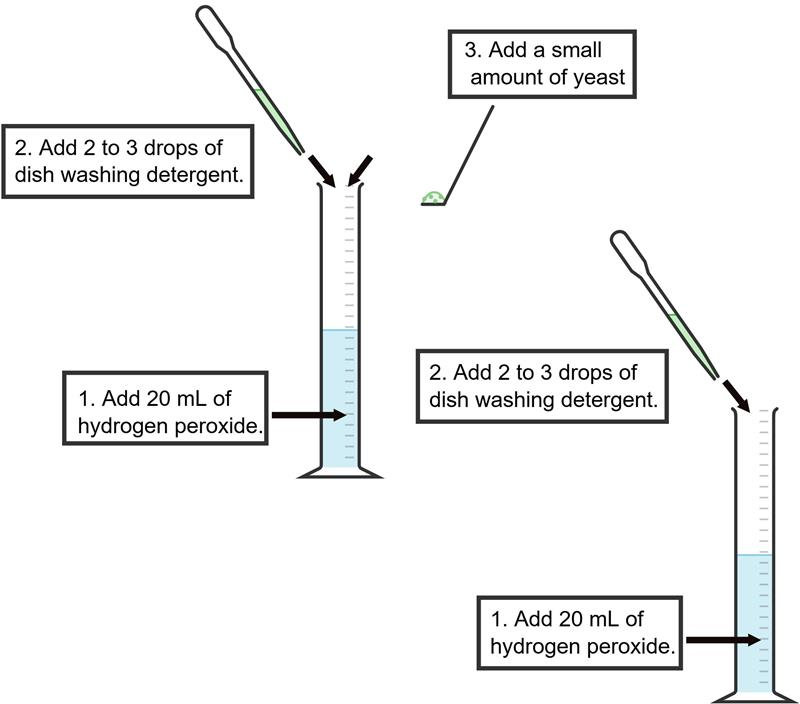 3. Add a small
amount of yeast
2. Add 2 to 3 drops of
dish washing detergent.
1. Add 20 mL of
hydrogen peroxide.
2. Add 2 to 3 drops of
dish washing detergent.
1. Add 20 mL of
hydrogen peroxide.